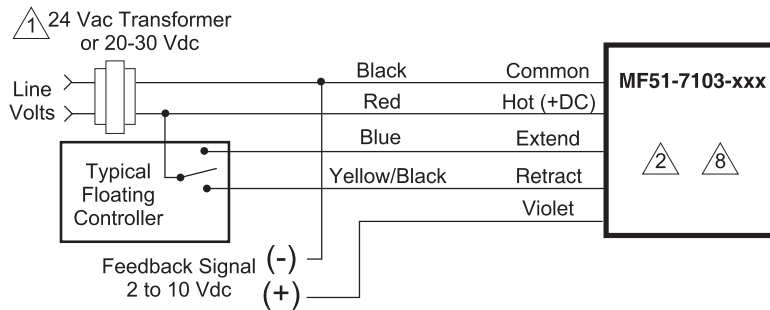 1
24 Vac Transformer
or 20-30 Vdc
Line
Volts
Black
Common
Red
Hot (+DC)
Blue
Extend
Yellow/Black
Retract
Violet
MF51-7103-xxx
2
8
Typical
Floating
Controller
Feedback Signal
2 to 10 Vdc
(-)
(+)